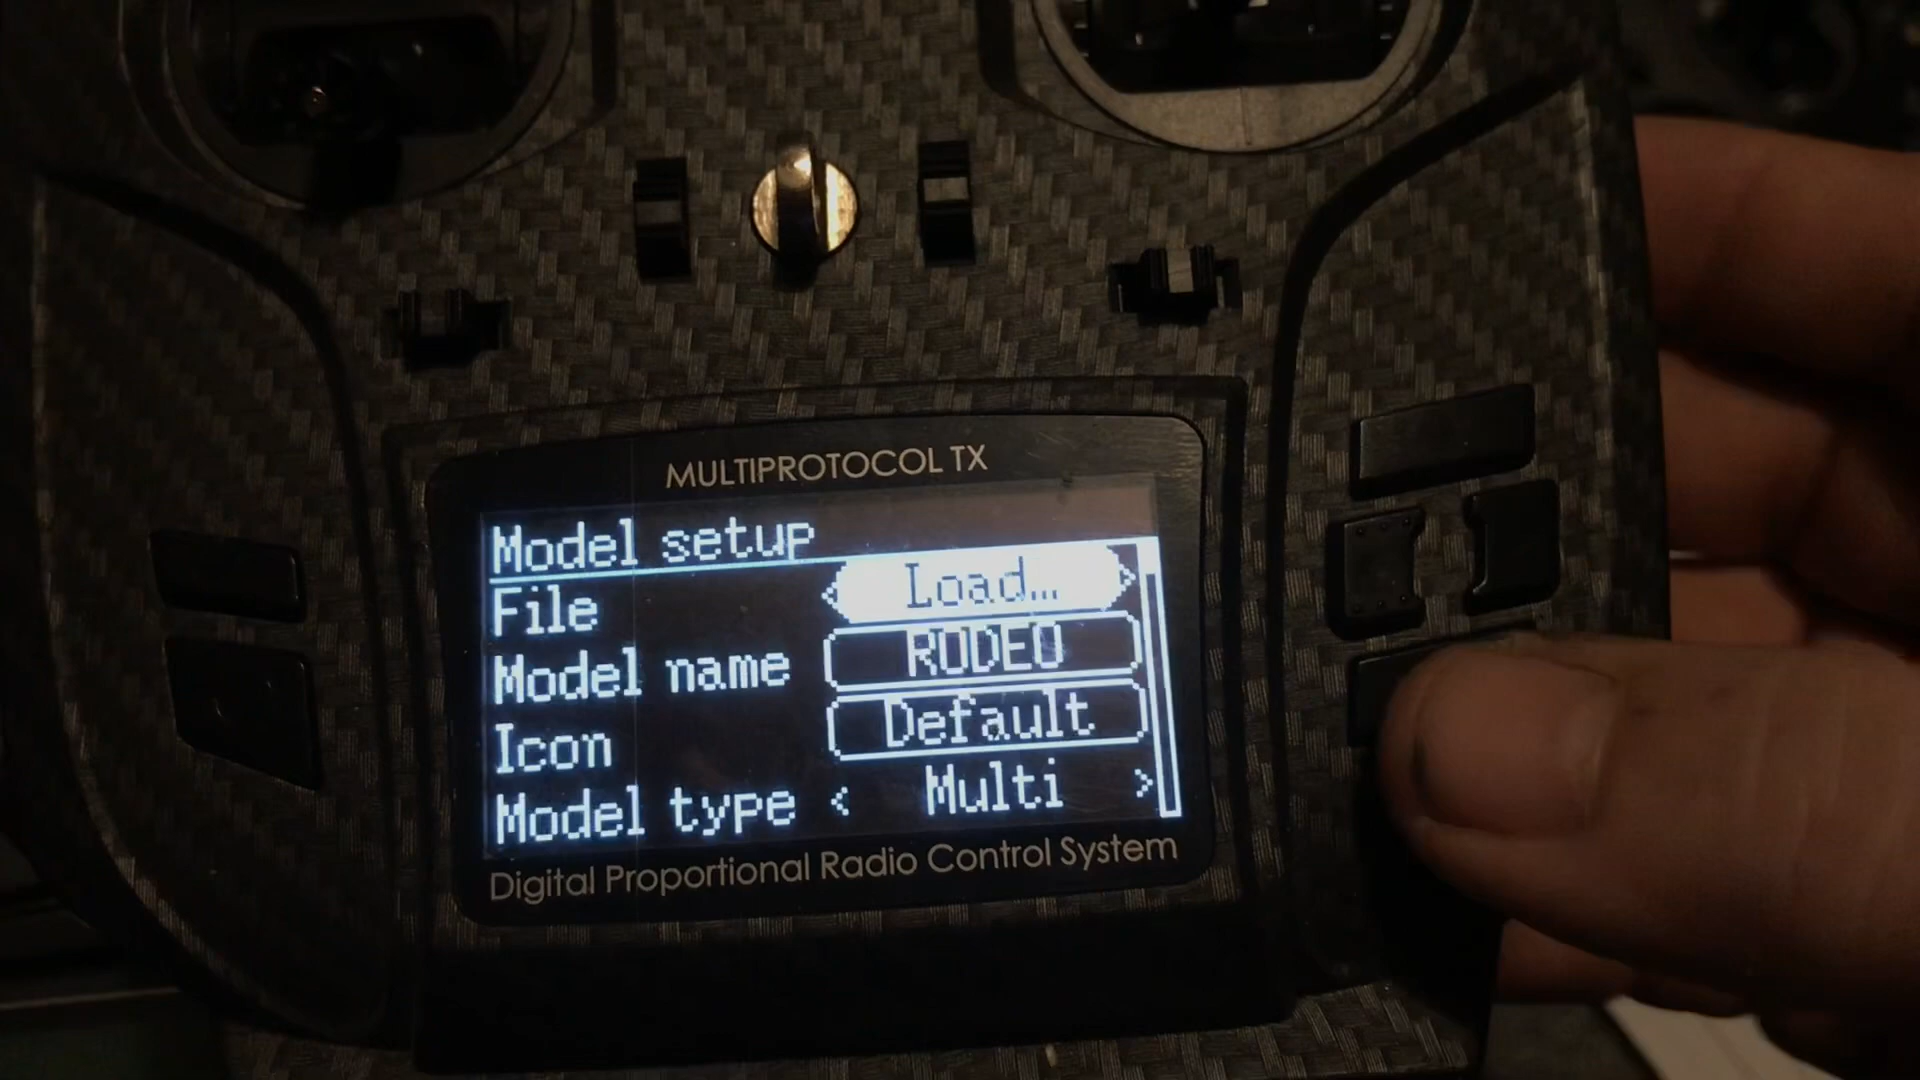 MULTIPROTOCOL TX
Model setup
File < Load... >
Model name RODEO
Icon Default
Model type < Multi >
Digital Proportional Radio Control System